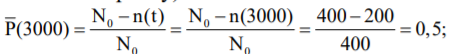 P̅(3000) = (N₀ − n(t)) / N₀ = (N₀ − n(3000)) / N₀ = (400 − 200) / 400 = 0,5;